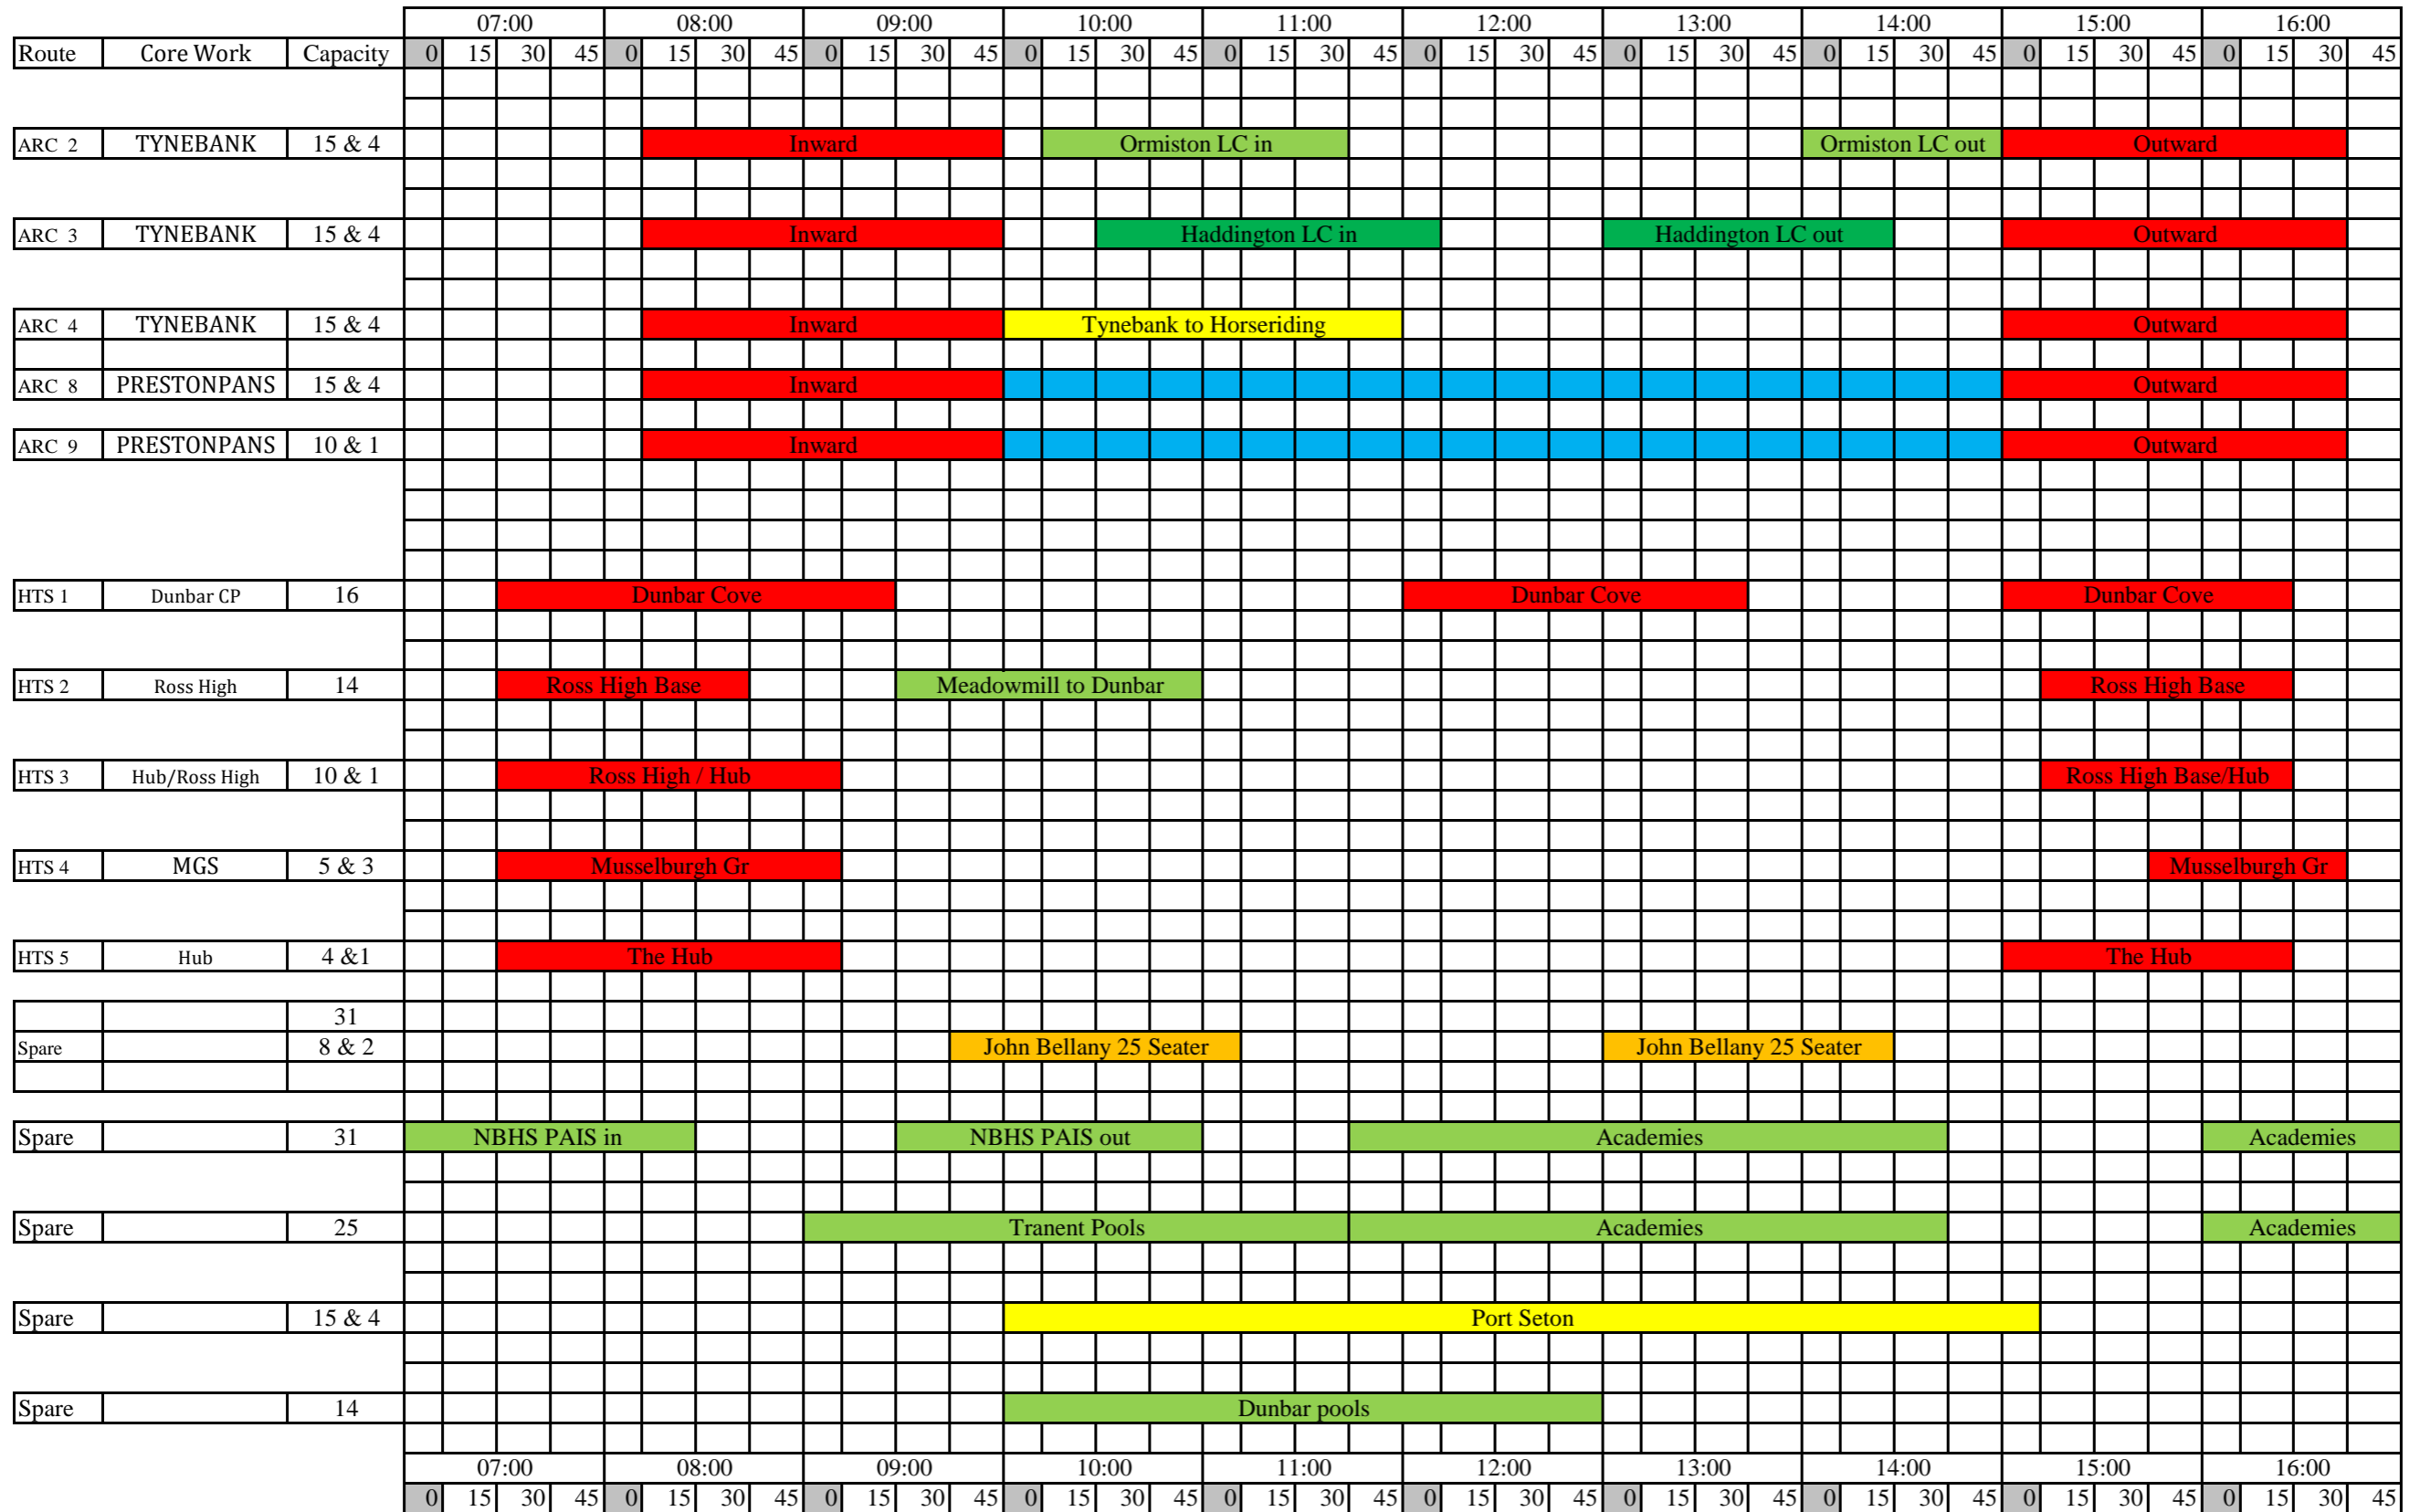 07:00 08:00 09:00 10:00 11:00 12:00 13:00 14:00 15:00 16:00
Route Core Work Capacity 0 15 30 45 0 15 30 45 0 15 30 45 0 15 30 45 0 15 30 45 0 15 30 45 0 15 30 45 0 15 30 45 0 15 30 45 0 15 30 45
ARC 2 TYNEBANK 15 & 4 Inward Ormiston LC in Ormiston LC out Outward
ARC 3 TYNEBANK 15 & 4 Inward Haddington LC in Haddington LC out Outward
ARC 4 TYNEBANK 15 & 4 Inward Tynebank to Horseriding Outward
ARC 8 PRESTONPANS 15 & 4 Inward Outward
ARC 9 PRESTONPANS 10 & 1 Inward Outward
HTS 1 Dunbar CP 16 Dunbar Cove Dunbar Cove Dunbar Cove
HTS 2 Ross High 14 Ross High Base Meadowmill to Dunbar Ross High Base
HTS 3 Hub/Ross High 10 & 1 Ross High / Hub Ross High Base/Hub
HTS 4 MGS 5 & 3 Musselburgh Gr Musselburgh Gr
HTS 5 Hub 4 &1 The Hub The Hub
31
Spare 8 & 2 John Bellany 25 Seater John Bellany 25 Seater
Spare 31 NBHS PAIS in NBHS PAIS out Academies Academies
Spare 25 Tranent Pools Academies Academies
Spare 15 & 4 Port Seton
Spare 14 Dunbar pools
07:00 08:00 09:00 10:00 11:00 12:00 13:00 14:00 15:00 16:00
0 15 30 45 0 15 30 45 0 15 30 45 0 15 30 45 0 15 30 45 0 15 30 45 0 15 30 45 0 15 30 45 0 15 30 45 0 15 30 45